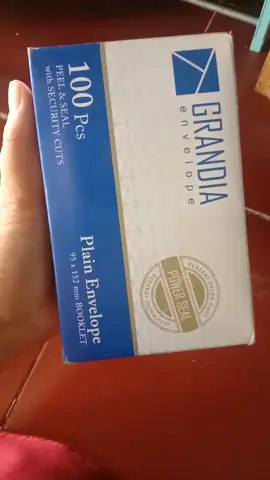 GRANDIA
envelope
100 Pcs
PEEL & SEAL
with SECURITY CUTS
Plain Envelope
95 x 152 mm BOOKLET
POWER SEAL